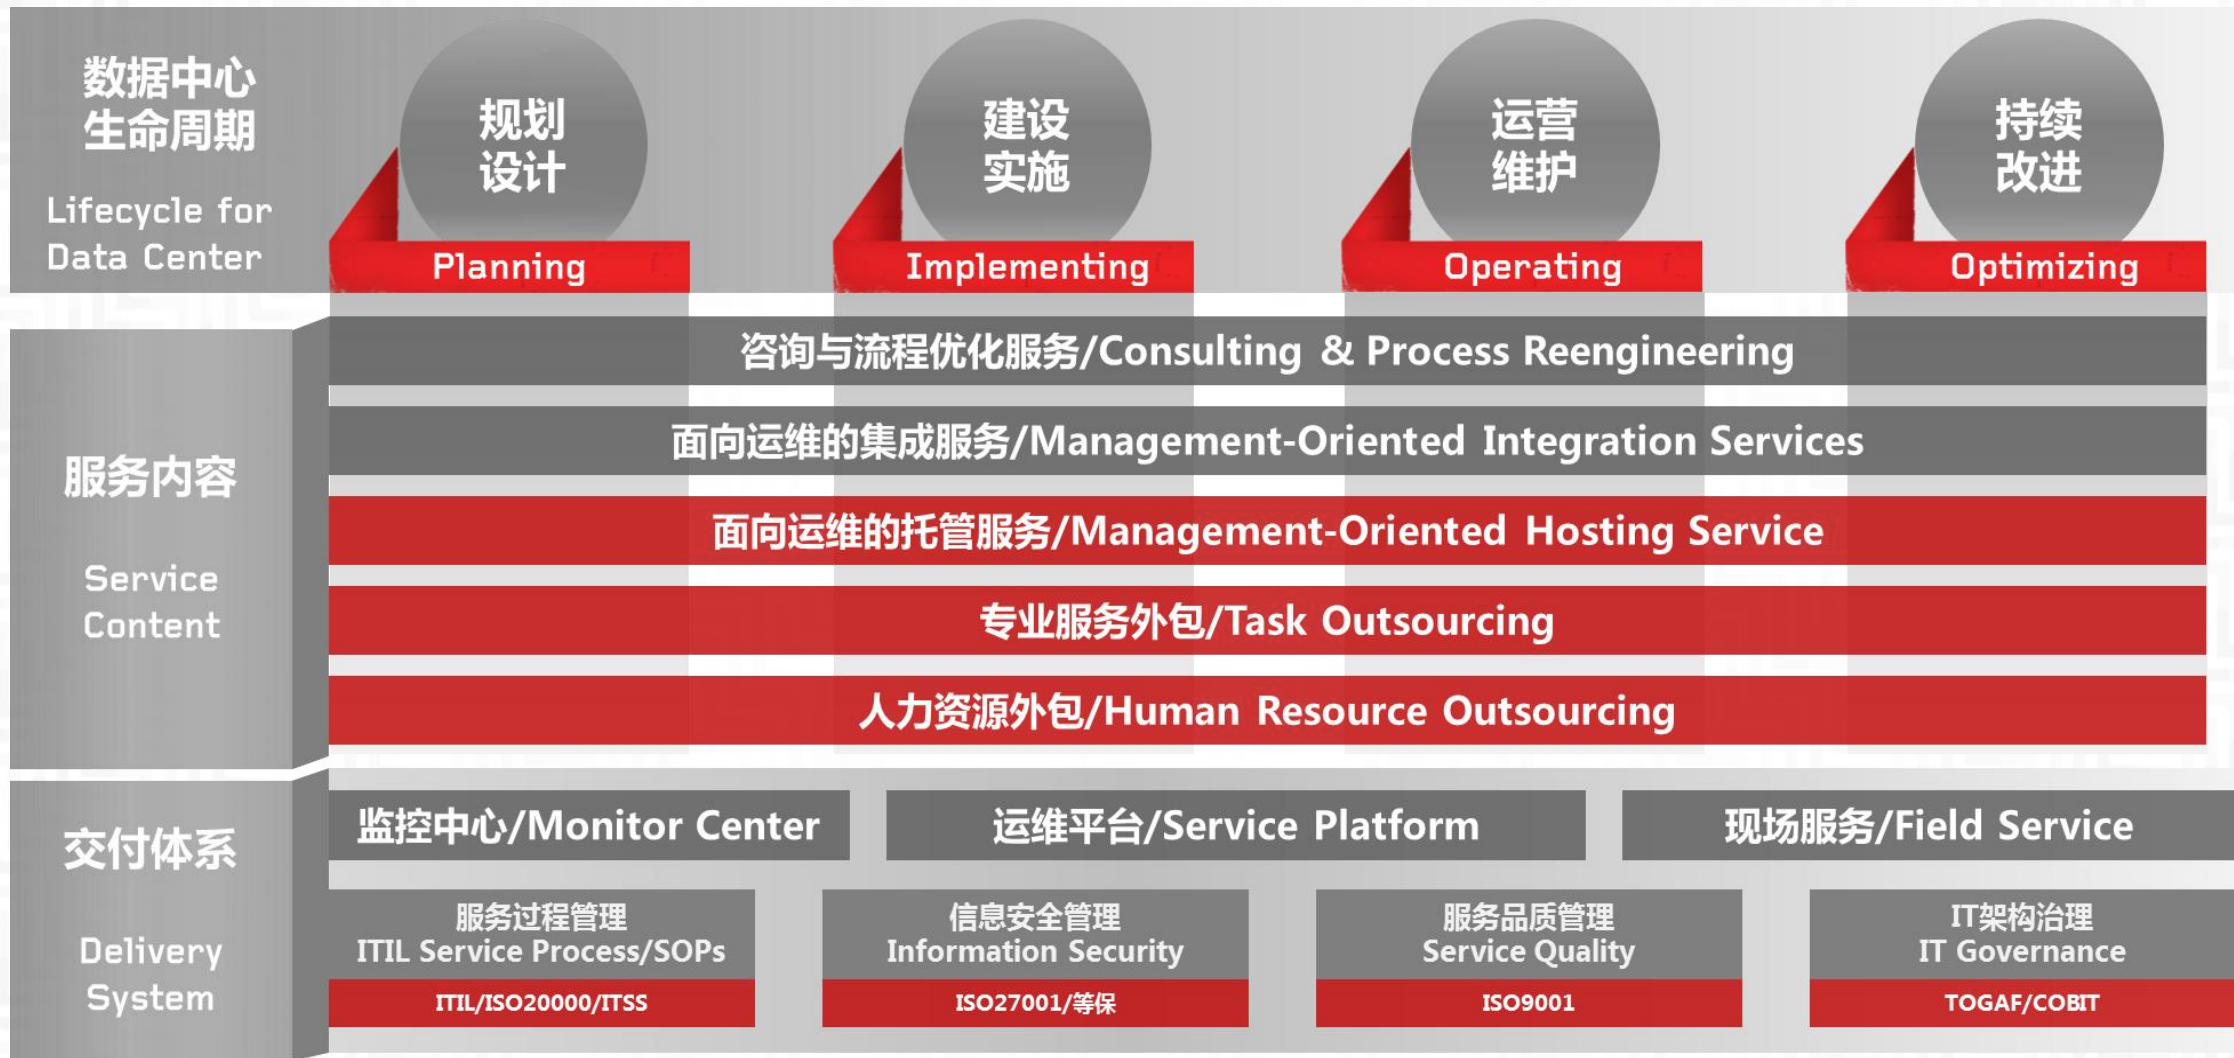 数据中心
生命周期
Lifecycle for
Data Center
规划
设计
Planning
建设
实施
Implementing
运营
维护
Operating
持续
改进
Optimizing
服务内容
Service
Content
咨询与流程优化服务/Consulting & Process Reengineering
面向运维的集成服务/Management-Oriented Integration Services
面向运维的托管服务/Management-Oriented Hosting Service
专业服务外包/Task Outsourcing
人力资源外包/Human Resource Outsourcing
交付体系
Delivery
System
监控中心/Monitor Center
运维平台/Service Platform
现场服务/Field Service
服务过程管理
ITIL Service Process/SOPs
ITIL/ISO20000/ITSS
信息安全管理
Information Security
ISO27001/等保
服务品质管理
Service Quality
ISO9001
IT架构治理
IT Governance
TOGAF/COBIT